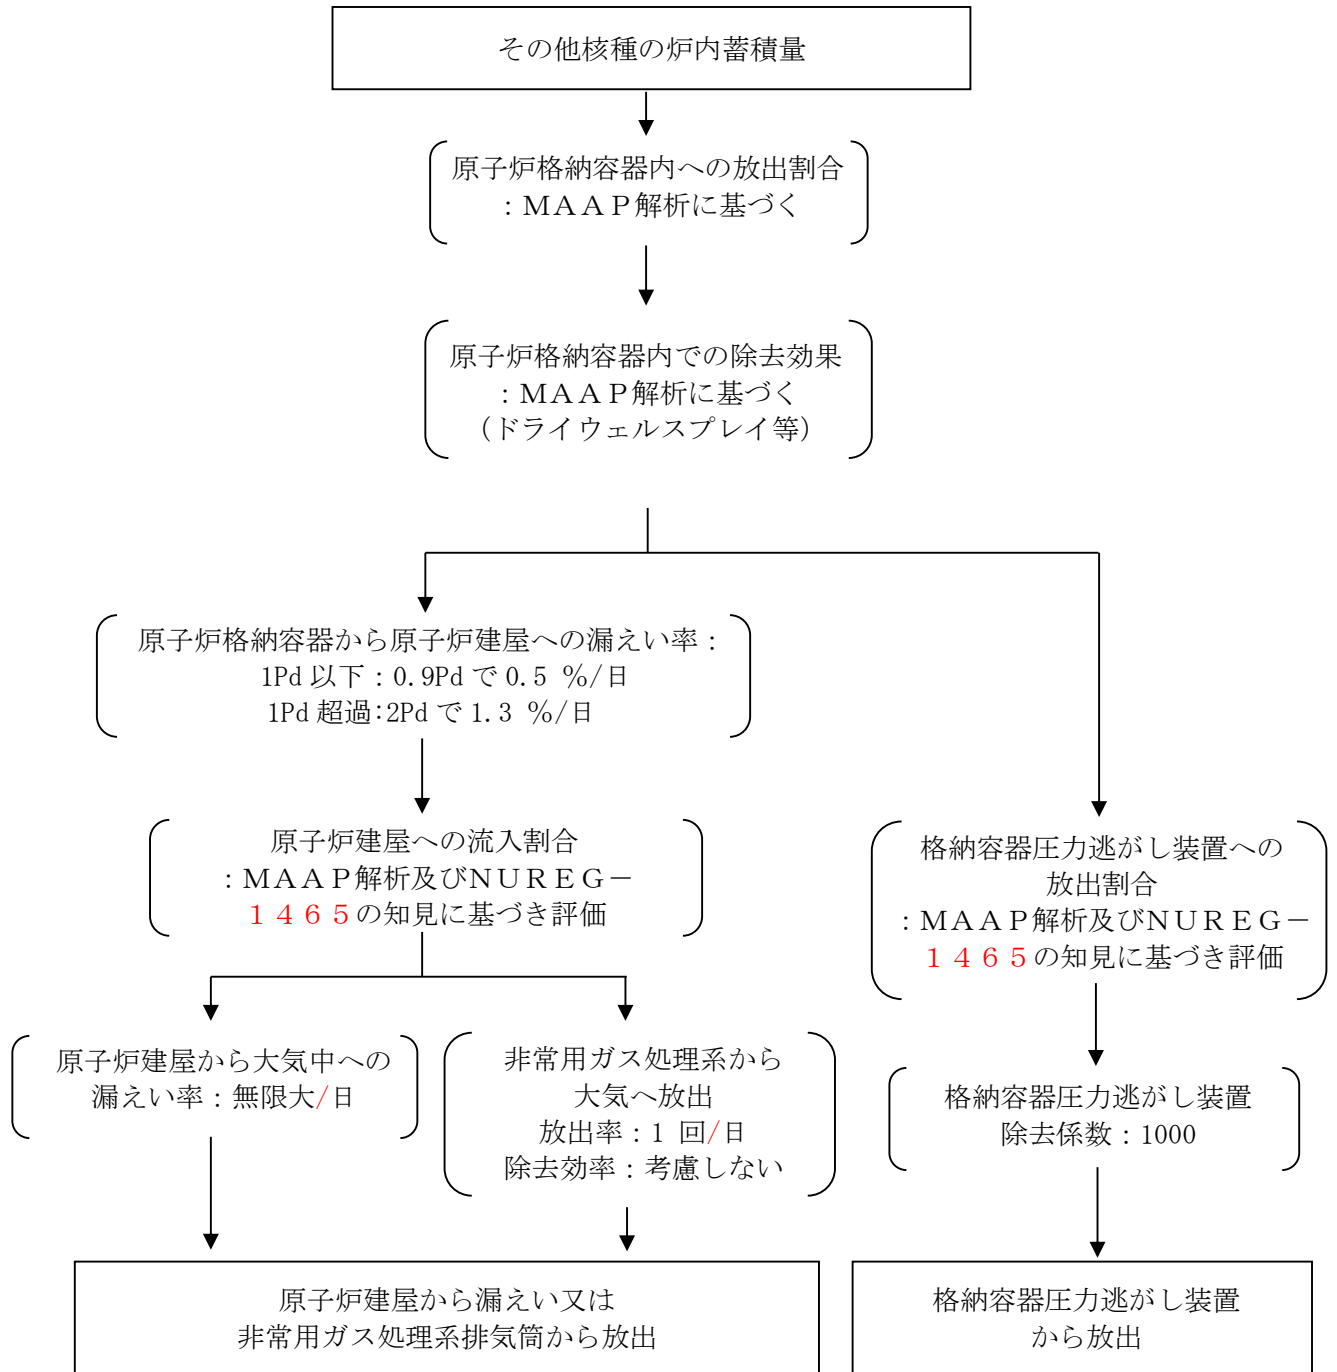 その他核種の炉内蓄積量
原子炉格納容器内への放出割合
：ＭＡＡＰ解析に基づく
原子炉格納容器内での除去効果
：ＭＡＡＰ解析に基づく
（ドライウェルスプレイ等）
原子炉格納容器から原子炉建屋への漏えい率：
1Pd 以下：0.9Pd で 0.5 %/日
1Pd 超過：2Pd で 1.3 %/日
原子炉建屋への流入割合
：ＭＡＡＰ解析及びＮＵＲＥＧ－
１４６５の知見に基づき評価
格納容器圧力逃がし装置への
放出割合
：ＭＡＡＰ解析及びＮＵＲＥＧ－
１４６５の知見に基づき評価
原子炉建屋から大気中への
漏えい率：無限大/日
非常用ガス処理系から
大気へ放出
放出率：1 回/日
除去効率：考慮しない
格納容器圧力逃がし装置
除去係数：1000
原子炉建屋から漏えい又は
非常用ガス処理系排気筒から放出
格納容器圧力逃がし装置
から放出